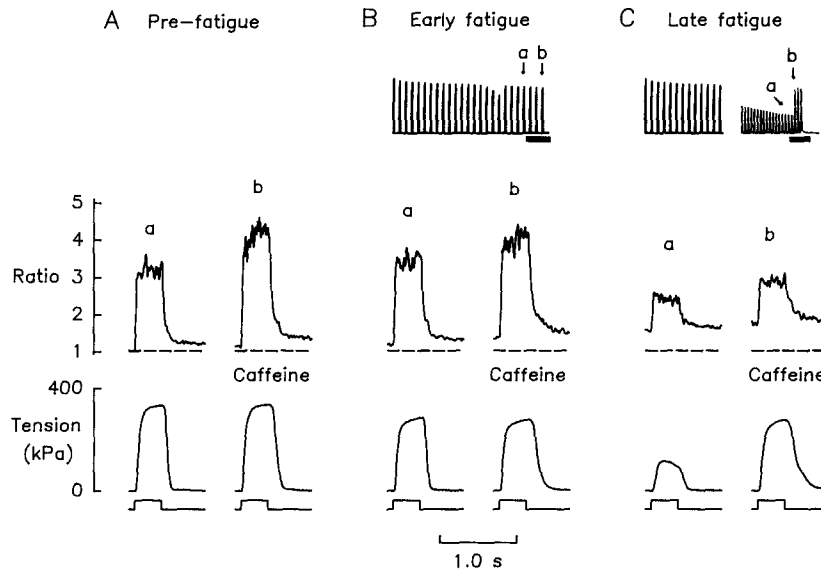 A Pre-fatigue
B Early fatigue
C Late fatigue
a b
b
a
5
4
3
2
1
Ratio
a
b
a
b
a
b
Caffeine
Caffeine
Caffeine
400
Tension
(kPa)
0
1.0 s